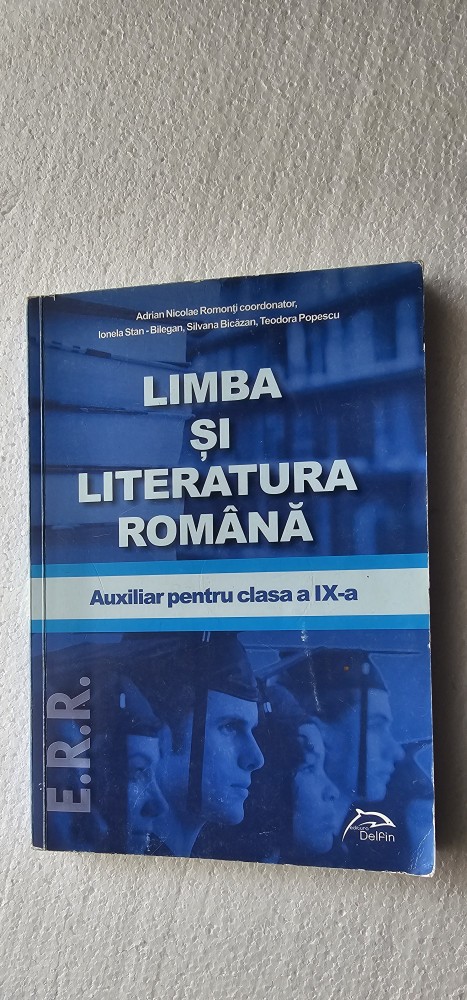 Adrian Nicolae Romonți coordonator,
Ionela Stan - Bilegan, Silvana Bicăzan, Teodora Popescu
LIMBA
ȘI
LITERATURA
ROMÂNĂ
Auxiliar pentru clasa a IX-a
E.R.R.
editura
Delfin